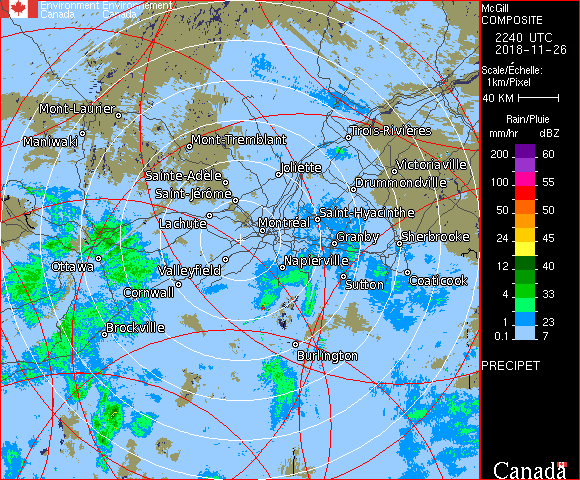 Environment Environnement
Canada Canada
McGill
COMPOSITE
2240 UTC
2018-11-26
Scale/Échelle:
1km/Pixel
40 KM
Rain/Pluie
mm/hr dBZ
200 60
100 55
50 50
24 45
12 40
4 33
1 23
0.1 7
PRECIPET
Canada
Mont-Laurier
Maniwaki
Trois-Rivières
Mont-Tremblant
Joliette
Victoriaville
Sainte-Adèle
Drummondville
Saint-Jérôme
Saint-Hyacinthe
Lachute
Montréal
Granby
Sherbrooke
Ottawa
Valleyfield
Napierville
Sutton
Coaticook
Cornwall
Brockville
Burlington